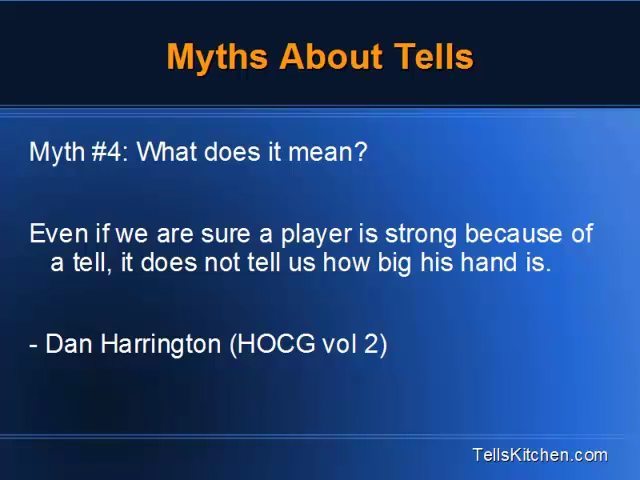 Myths About Tells
Myth #4: What does it mean?
Even if we are sure a player is strong because of
a tell, it does not tell us how big his hand is.
- Dan Harrington (HOCG vol 2)
TellsKitchen.com